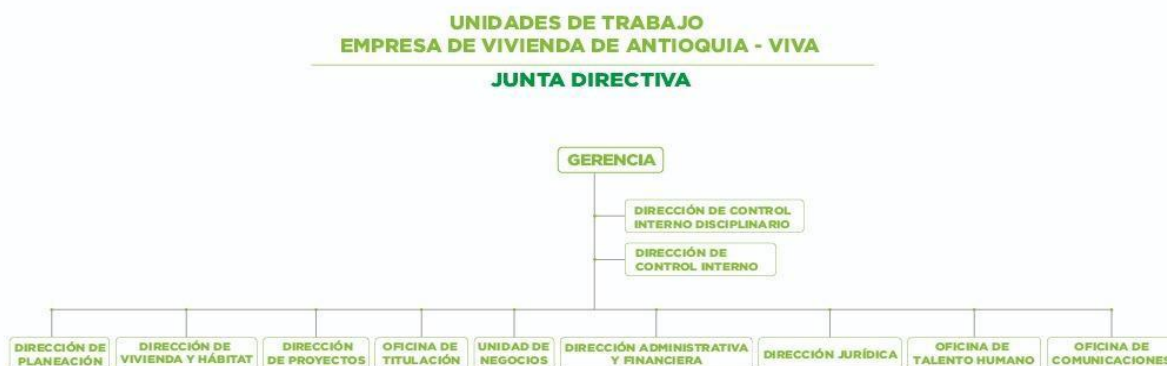 UNIDADES DE TRABAJO
EMPRESA DE VIVIENDA DE ANTIOQUIA - VIVA
JUNTA DIRECTIVA
GERENCIA
DIRECCIÓN DE CONTROL
INTERNO DISCIPLINARIO
DIRECCIÓN DE
CONTROL INTERNO
DIRECCIÓN DE
PLANEACIÓN
DIRECCIÓN DE
VIVIENDA Y HÁBITAT
DIRECCIÓN
DE PROYECTOS
OFICINA DE
TITULACIÓN
UNIDAD DE
NEGOCIOS
DIRECCIÓN ADMINISTRATIVA
Y FINANCIERA
DIRECCIÓN JURÍDICA
OFICINA DE
TALENTO HUMANO
OFICINA DE
COMUNICACIONES